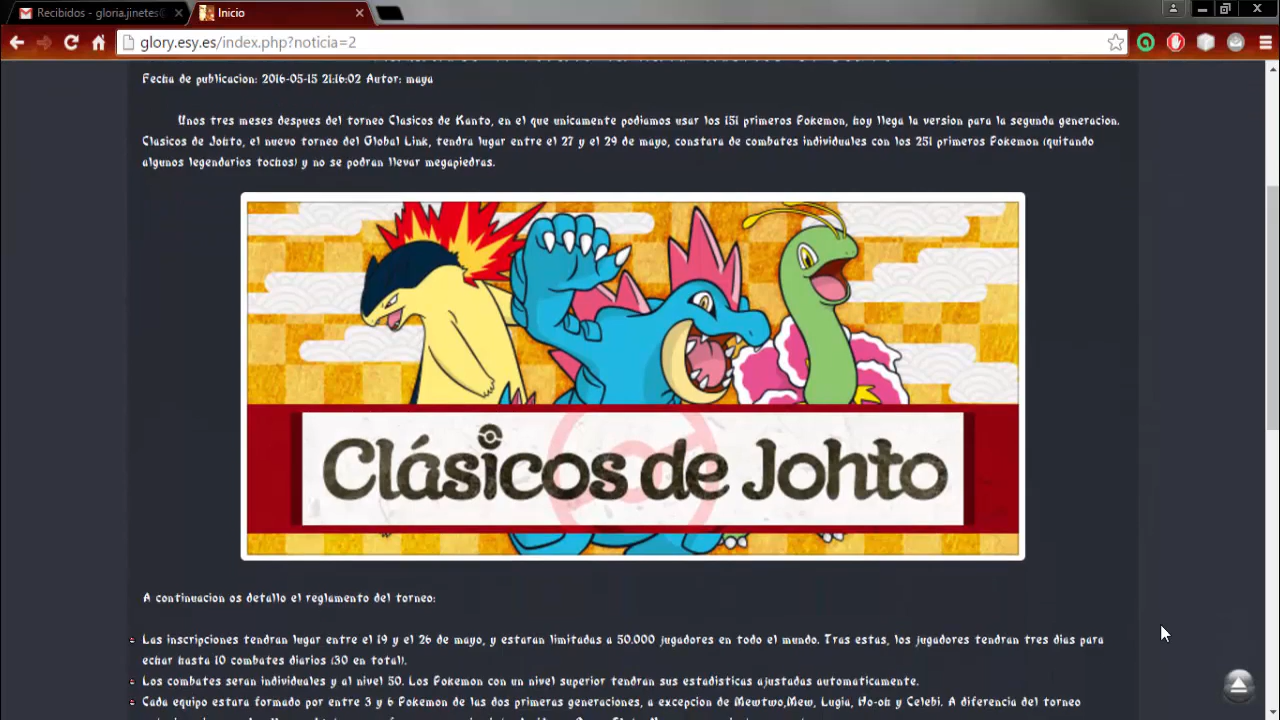 Recibidos - gloria.jinetes@
Inicio
glory.esy.es/index.php?noticia=2
Fecha de publicacion: 2016-05-15 21:16:02 Autor: maya
Unos tres meses despues del torneo Clasicos de Kanto, en el que unicamente podiamos usar los 151 primeros Pokemon, hoy llega la version para la segunda generacion.
Clasicos de Johto, el nuevo torneo del Global Link, tendra lugar entre el 27 y el 29 de mayo, constara de combates individuales con los 251 primeros Pokemon (quitando
algunos legendarios tochos) y no se podran llevar megapiedras.
Clásicos de Johto
A continuacion os detallo el reglamento del torneo:
Las inscripciones tendran lugar entre el 19 y el 26 de mayo, y estaran limitadas a 50.000 jugadores en todo el mundo. Tras estas, los jugadores tendran tres dias para
echar hasta 10 combates diarios (30 en total).
Los combates seran individuales y al nivel 50. Los Pokemon con un nivel superior tendran sus estadisticas ajustadas automaticamente.
Cada equipo estara formado por entre 3 y 6 Pokemon de las dos primeras generaciones, a excepcion de Mewtwo,Mew, Lugia, Ho-oh y Celebi. A diferencia del torneo